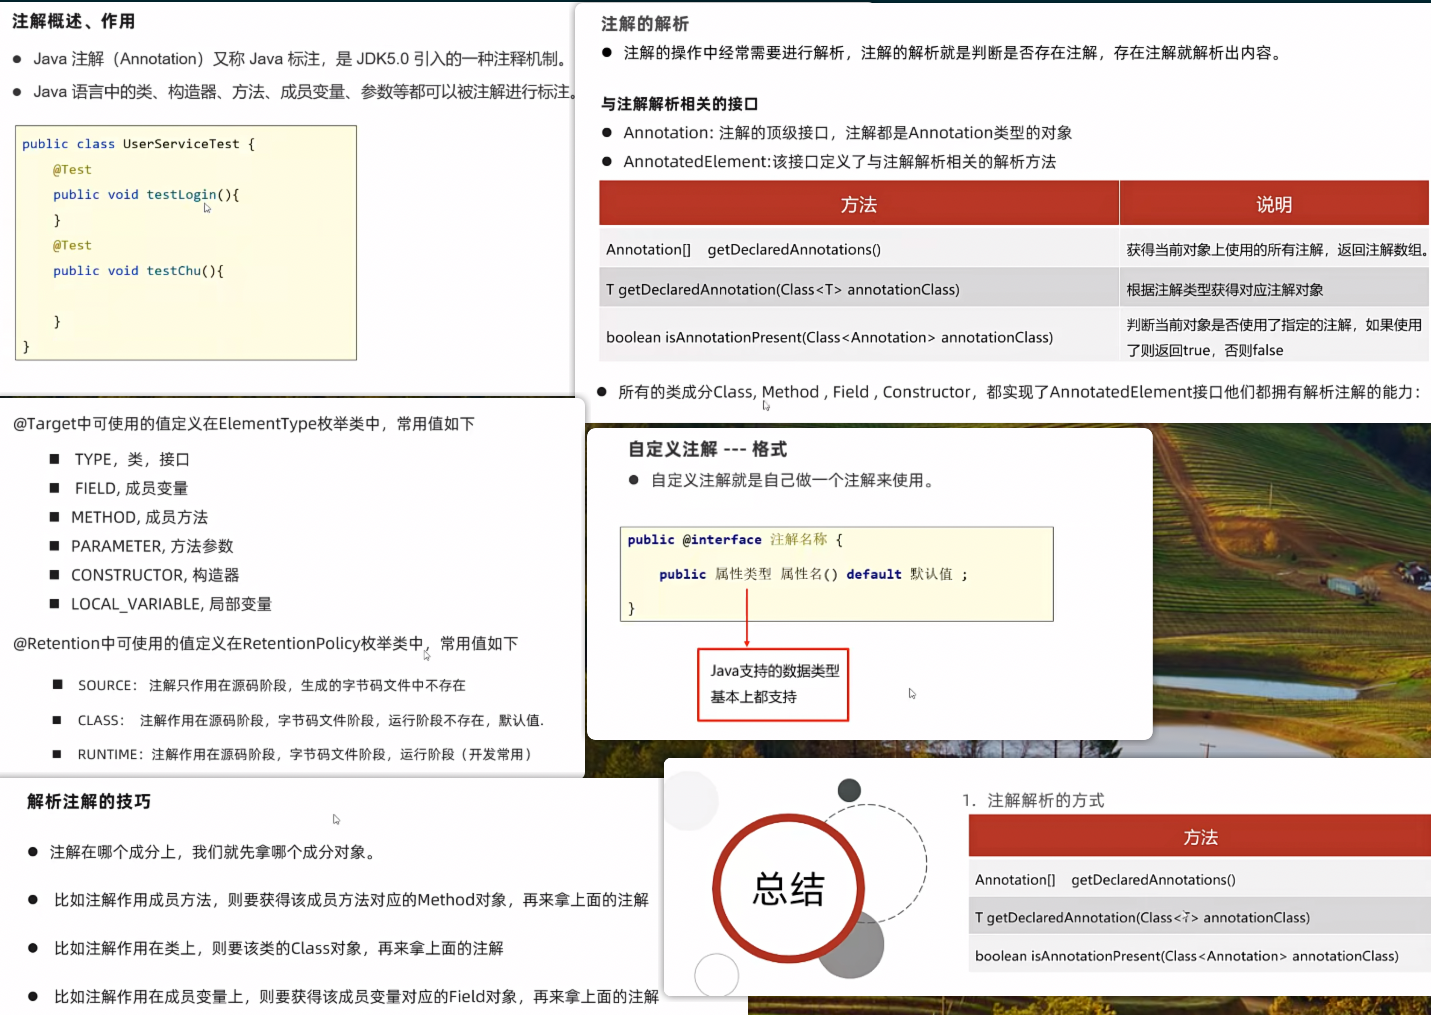 注解概述、作用
● Java 注解（Annotation）又称 Java 标注，是 JDK5.0 引入的一种注释机制。
● Java 语言中的类、构造器、方法、成员变量、参数等都可以被注解进行标注。
public class UserServiceTest {
@Test
public void testLogin(){
}
@Test
public void testChu(){
}
}
注解的解析
● 注解的操作中经常需要进行解析，注解的解析就是判断是否存在注解，存在注解就解析出内容。
与注解解析相关的接口
● Annotation: 注解的顶级接口，注解都是Annotation类型的对象
● AnnotatedElement:该接口定义了与注解解析相关的解析方法
方法 说明
Annotation[] getDeclaredAnnotations() 获得当前对象上使用的所有注解，返回注解数组。
T getDeclaredAnnotation(Class<T> annotationClass) 根据注解类型获得对应注解对象
boolean isAnnotationPresent(Class<Annotation> annotationClass) 判断当前对象是否使用了指定的注解，如果使用
了则返回true，否则false
● 所有的类成分Class, Method , Field , Constructor，都实现了AnnotatedElement接口他们都拥有解析注解的能力：
@Target中可使用的值定义在ElementType枚举类中，常用值如下
■ TYPE，类，接口
■ FIELD, 成员变量
■ METHOD, 成员方法
■ PARAMETER, 方法参数
■ CONSTRUCTOR, 构造器
■ LOCAL_VARIABLE, 局部变量
@Retention中可使用的值定义在RetentionPolicy枚举类中，常用值如下
■ SOURCE： 注解只作用在源码阶段，生成的字节码文件中不存在
■ CLASS： 注解作用在源码阶段，字节码文件阶段，运行阶段不存在，默认值.
■ RUNTIME：注解作用在源码阶段，字节码文件阶段，运行阶段（开发常用）
自定义注解 --- 格式
● 自定义注解就是自己做一个注解来使用。
public @interface 注解名称 {
public 属性类型 属性名() default 默认值 ;
}
Java支持的数据类型
基本上都支持
解析注解的技巧
● 注解在哪个成分上，我们就先拿哪个成分对象。
● 比如注解作用成员方法，则要获得该成员方法对应的Method对象，再来拿上面的注解
● 比如注解作用在类上，则要该类的Class对象，再来拿上面的注解
● 比如注解作用在成员变量上，则要获得该成员变量对应的Field对象，再来拿上面的注解
总结
1. 注解解析的方式
方法
Annotation[] getDeclaredAnnotations()
T getDeclaredAnnotation(Class<T> annotationClass)
boolean isAnnotationPresent(Class<Annotation> annotationClass)